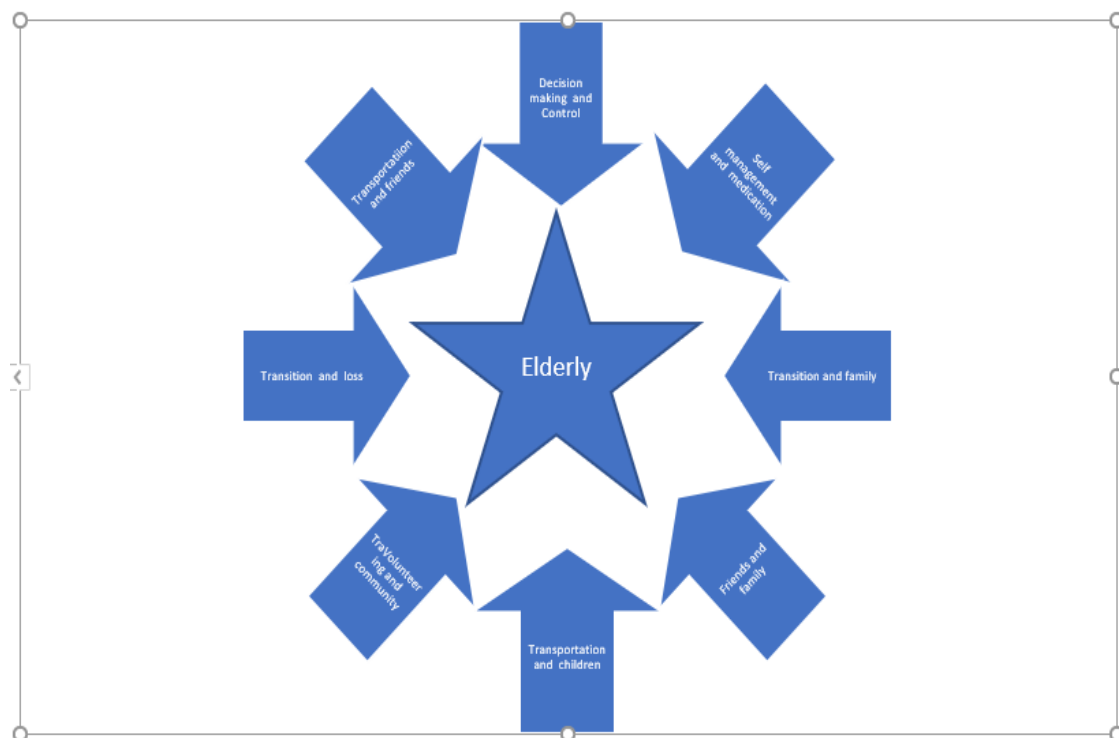 Decision
making and
Control
Transportatiion
and friends
Self
management
and medication
Elderly
Transition and loss
Transition and family
TraVolunteer
ing and
community
Friends and
family
Transportation
and children